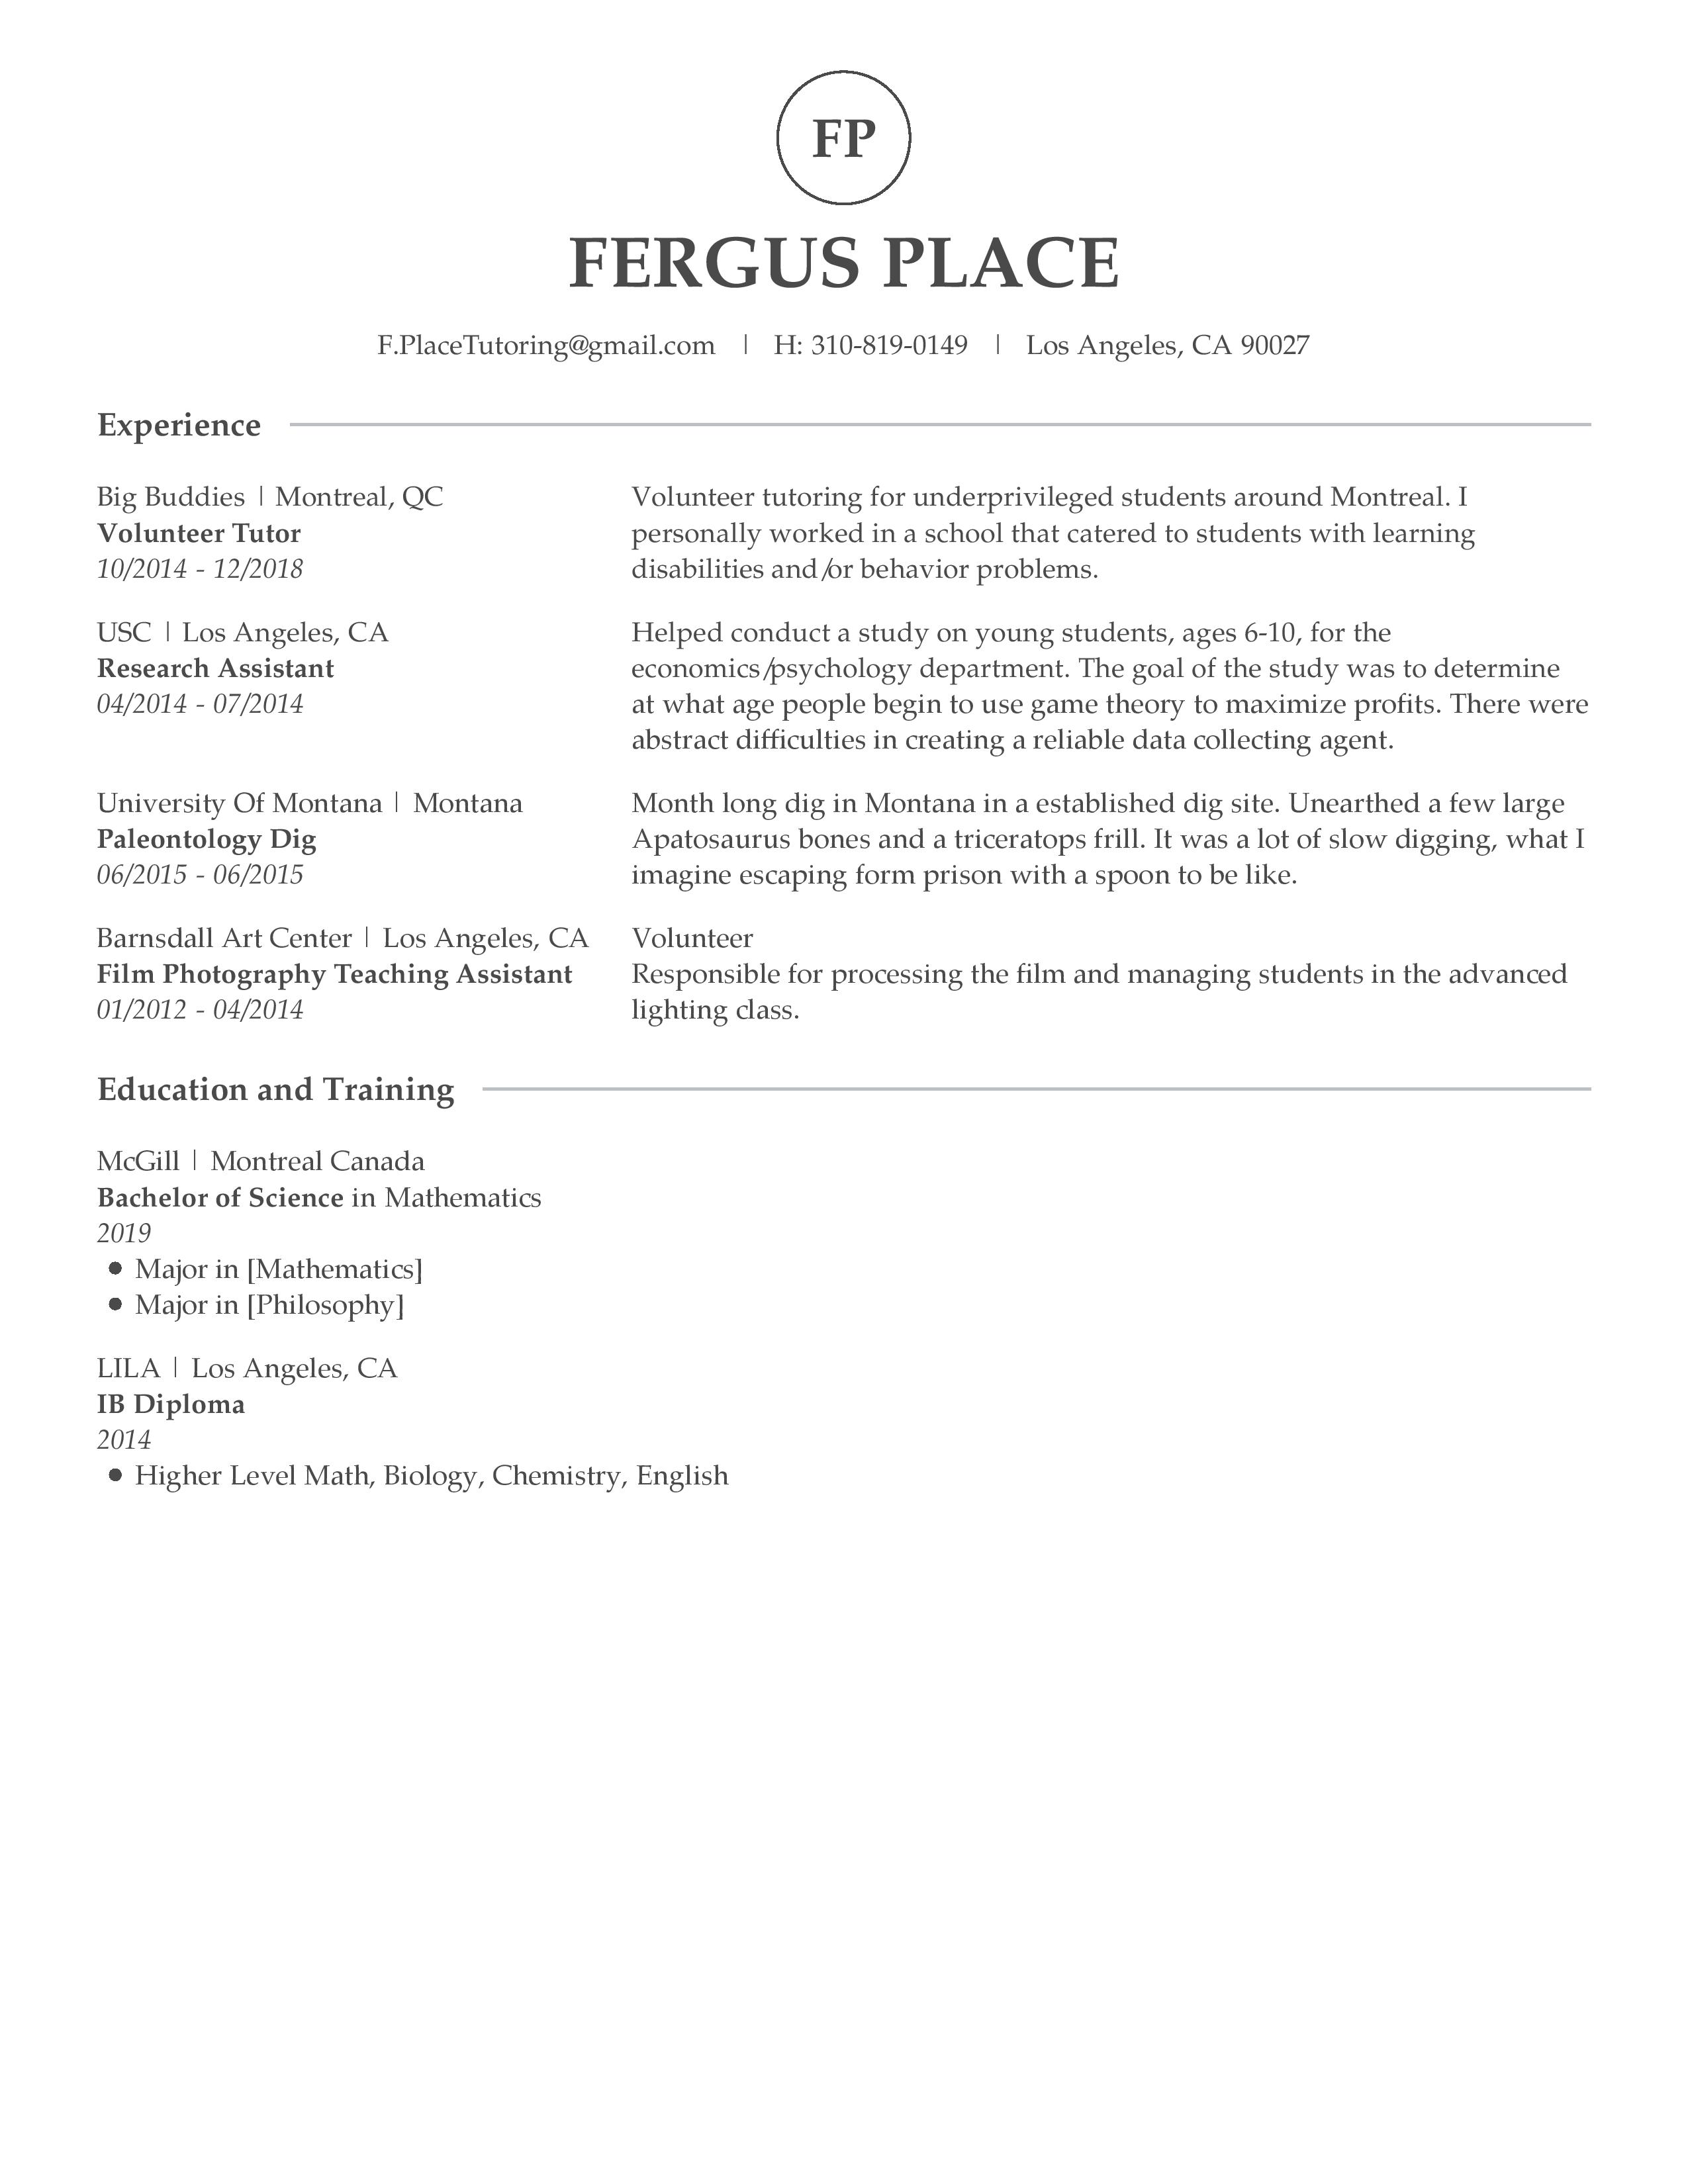 FP
FERGUS PLACE
F.PlaceTutoring@gmail.com | H: 310-819-0149 | Los Angeles, CA 90027
Experience
Big Buddies | Montreal, QC
Volunteer Tutor
10/2014 - 12/2018
Volunteer tutoring for underprivileged students around Montreal. I
personally worked in a school that catered to students with learning
disabilities and/or behavior problems.
USC | Los Angeles, CA
Research Assistant
04/2014 - 07/2014
Helped conduct a study on young students, ages 6-10, for the
economics/psychology department. The goal of the study was to determine
at what age people begin to use game theory to maximize profits. There were
abstract difficulties in creating a reliable data collecting agent.
University Of Montana | Montana
Paleontology Dig
06/2015 - 06/2015
Month long dig in Montana in a established dig site. Unearthed a few large
Apatosaurus bones and a triceratops frill. It was a lot of slow digging, what I
imagine escaping form prison with a spoon to be like.
Barnsdall Art Center | Los Angeles, CA
Film Photography Teaching Assistant
01/2012 - 04/2014
Volunteer
Responsible for processing the film and managing students in the advanced
lighting class.
Education and Training
McGill | Montreal Canada
Bachelor of Science in Mathematics
2019
• Major in [Mathematics]
• Major in [Philosophy]
LILA | Los Angeles, CA
IB Diploma
2014
• Higher Level Math, Biology, Chemistry, English